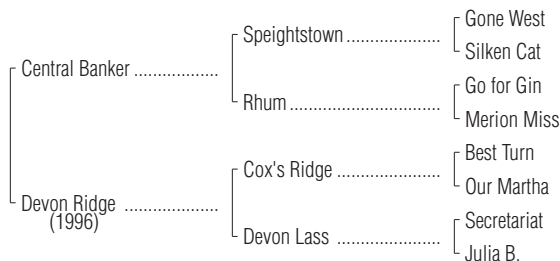 Gone West
Speightstown ....................
Silken Cat
Central Banker ..................
Go for Gin
Rhum ................................
Merion Miss
Best Turn
Cox's Ridge ......................
Our Martha
Devon Ridge ....................
(1996)
Secretariat
Devon Lass ......................
Julia B.